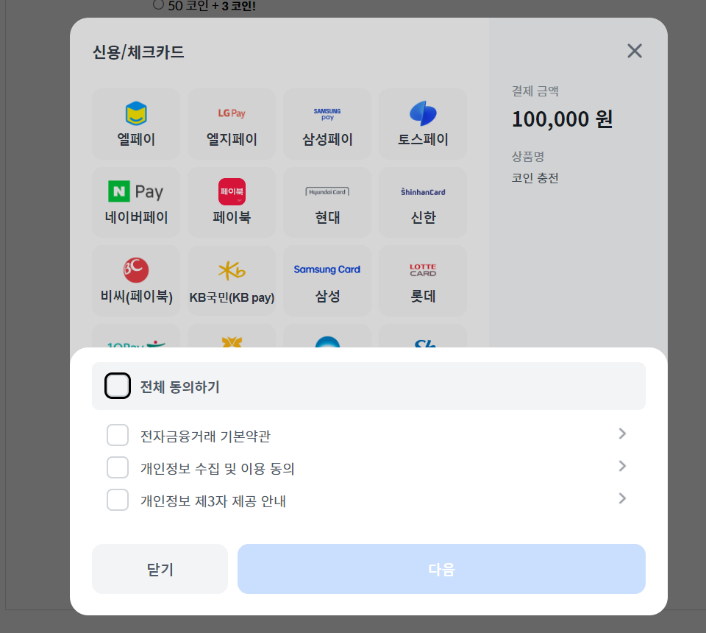 50 코인 + 3 코인!
신용/체크카드
결제 금액
100,000 원
상품명
코인 충전
엘페이
LG Pay
엘지페이
SAMSUNG
pay
삼성페이
토스페이
N Pay
네이버페이
페이북
페이북
Hyundai Card
현대
ShinhanCard
신한
비씨(페이북)
KB국민(KB pay)
Samsung Card
삼성
LOTTE
CARD
롯데
전체 동의하기
전자금융거래 기본약관
개인정보 수집 및 이용 동의
개인정보 제3자 제공 안내
닫기
다음